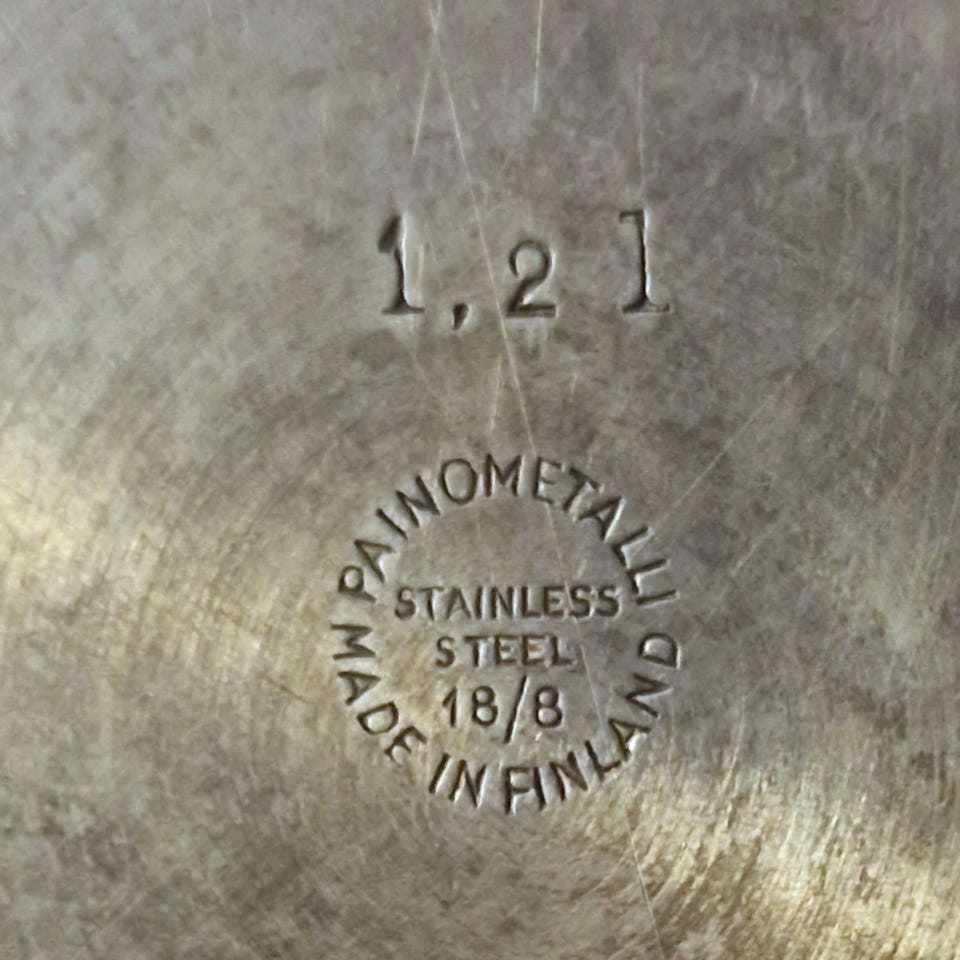 1,2 l
PAINOMETALLI
STAINLESS
STEEL
18/8
MADE IN FINLAND